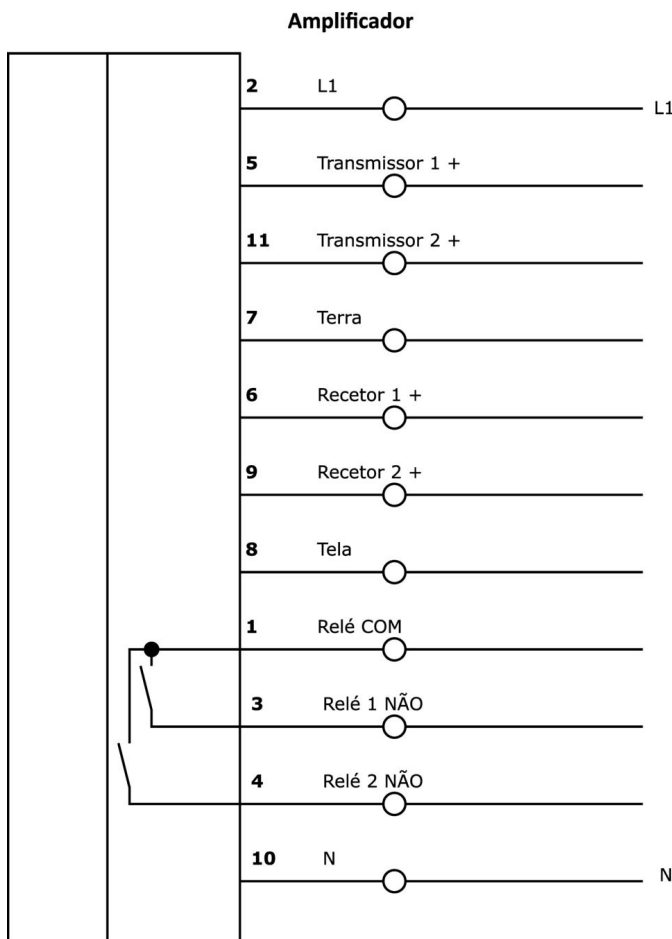 Amplificador
2 L1
L1
5 Transmissor 1 +
11 Transmissor 2 +
7 Terra
6 Recetor 1 +
9 Recetor 2 +
8 Tela
1 Relé COM
3 Relé 1 NÃO
4 Relé 2 NÃO
10 N
N